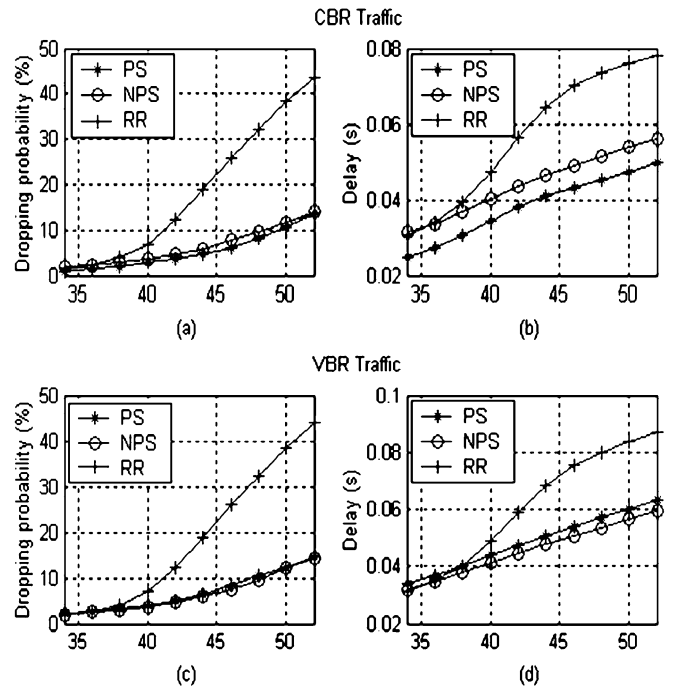 CBR Traffic
Dropping probability (%)
50
40
30
20
10
0
PS
NPS
RR
35 40 45 50
(a)
Delay (s)
0.08
0.06
0.04
0.02
PS
NPS
RR
35 40 45 50
(b)
VBR Traffic
Dropping probability (%)
50
40
30
20
10
0
PS
NPS
RR
35 40 45 50
(c)
Delay (s)
0.1
0.08
0.06
0.04
0.02
PS
NPS
RR
35 40 45 50
(d)